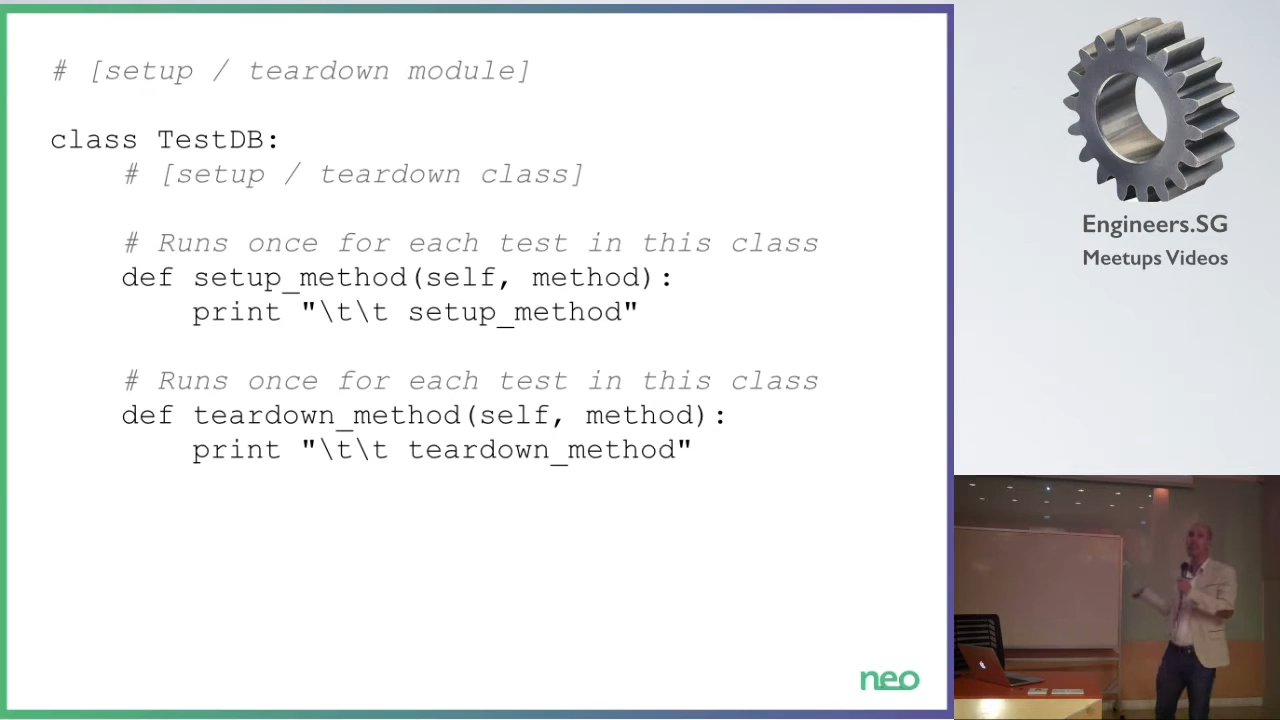 # [setup / teardown module]
class TestDB:
# [setup / teardown class]
# Runs once for each test in this class
def setup_method(self, method):
print "\t\t setup_method"
# Runs once for each test in this class
def teardown_method(self, method):
print "\t\t teardown_method"
neo
Engineers.SG
Meetups Videos